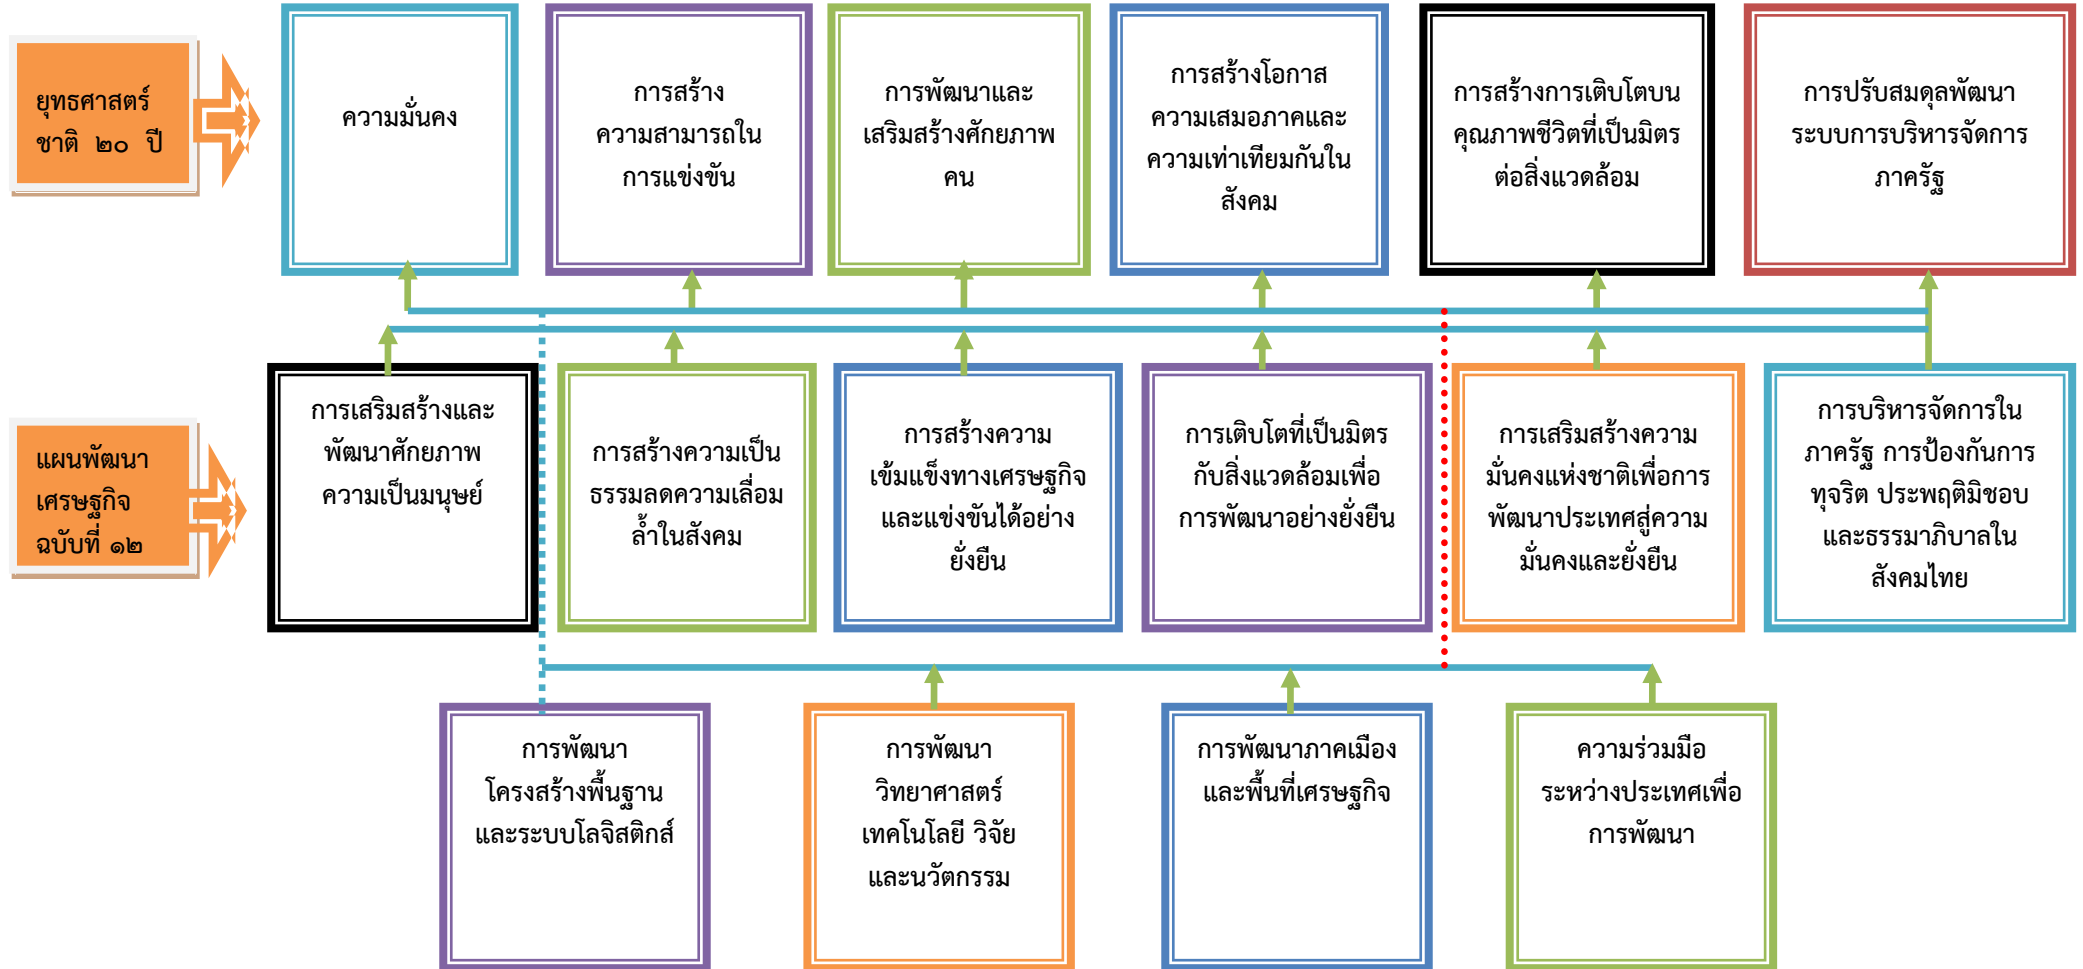 ยุทธศาสตร์
ชาติ ๒๐ ปี
ความมั่นคง
การสร้าง
ความสามารถใน
การแข่งขัน
การพัฒนาและ
เสริมสร้างศักยภาพ
คน
การสร้างโอกาส
ความเสมอภาคและ
ความเท่าเทียมกันใน
สังคม
การสร้างการเติบโตบน
คุณภาพชีวิตที่เป็นมิตร
ต่อสิ่งแวดล้อม
การปรับสมดุลพัฒนา
ระบบการบริหารจัดการ
ภาครัฐ
แผนพัฒนา
เศรษฐกิจ
ฉบับที่ ๑๒
การเสริมสร้างและ
พัฒนาศักยภาพ
ความเป็นมนุษย์
การสร้างความเป็น
ธรรมลดความเลื่อม
ล้ำในสังคม
การสร้างความ
เข้มแข็งทางเศรษฐกิจ
และแข่งขันได้อย่าง
ยั่งยืน
การเติบโตที่เป็นมิตร
กับสิ่งแวดล้อมเพื่อ
การพัฒนาอย่างยั่งยืน
การเสริมสร้างความ
มั่นคงแห่งชาติเพื่อการ
พัฒนาประเทศสู่ความ
มั่นคงและยั่งยืน
การบริหารจัดการใน
ภาครัฐ การป้องกันการ
ทุจริต ประพฤติมิชอบ
และธรรมาภิบาลใน
สังคมไทย
การพัฒนา
โครงสร้างพื้นฐาน
และระบบโลจิสติกส์
การพัฒนา
วิทยาศาสตร์
เทคโนโลยี วิจัย
และนวัตกรรม
การพัฒนาภาคเมือง
และพื้นที่เศรษฐกิจ
ความร่วมมือ
ระหว่างประเทศเพื่อ
การพัฒนา